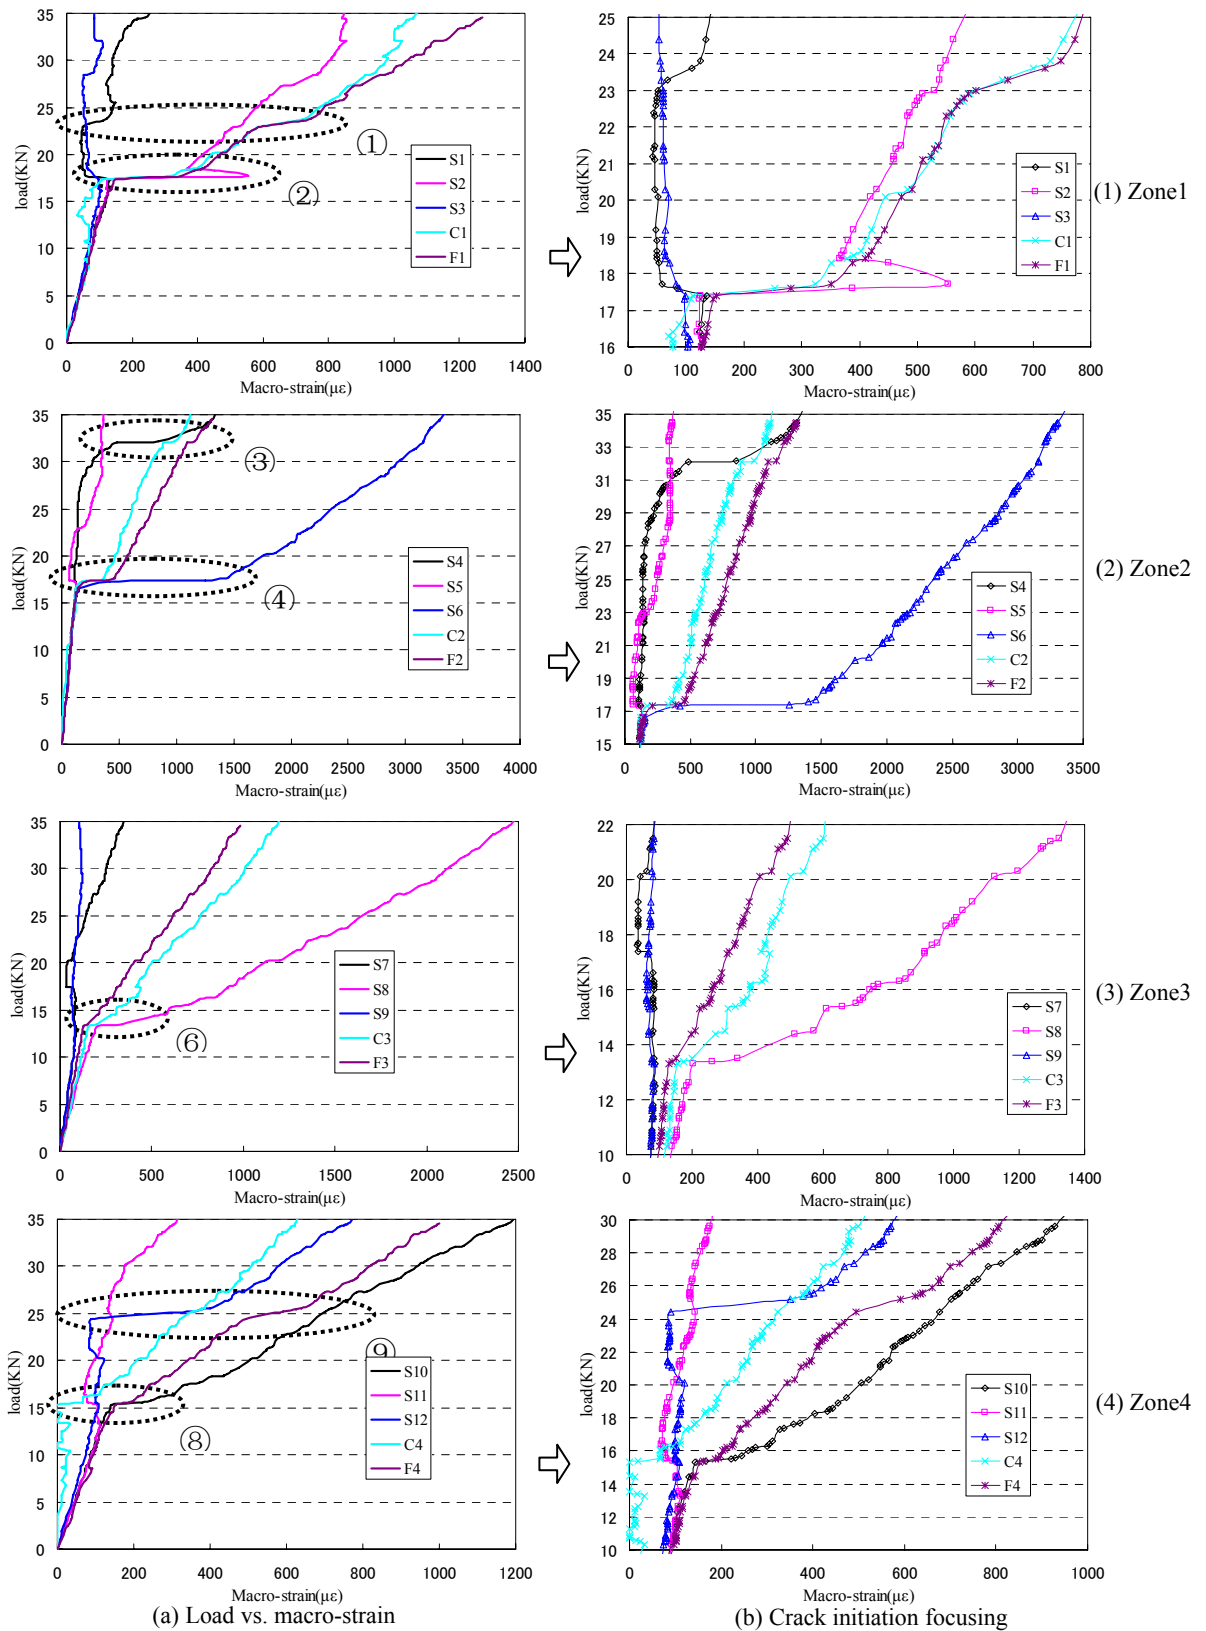 35
30
25
20
15
10
5
0
load(KN)
0 200 400 600 800 1000 1200 1400
Macro-strain(με)
①
②
S1
S2
S3
C1
F1
25
24
23
22
21
20
19
18
17
16
load(KN)
0 100 200 300 400 500 600 700 800
Macro-strain(με)
S1
S2
S3
C1
F1
(1) Zone1
35
30
25
20
15
10
5
0
load(KN)
0 500 1000 1500 2000 2500 3000 3500 4000
Macro-strain(με)
③
④
S4
S5
S6
C2
F2
35
33
31
29
27
25
23
21
19
17
15
load(KN)
0 500 1000 1500 2000 2500 3000 3500
Macro-strain(με)
S4
S5
S6
C2
F2
(2) Zone2
35
30
25
20
15
10
5
0
load(KN)
0 500 1000 1500 2000 2500
Macro-strain(με)
⑥
S7
S8
S9
C3
F3
22
20
18
16
14
12
10
load(KN)
0 200 400 600 800 1000 1200 1400
Macro-strain(με)
S7
S8
S9
C3
F3
(3) Zone3
35
30
25
20
15
10
5
0
load(KN)
0 200 400 600 800 1000 1200
Macro-strain(με)
⑨
⑧
S10
S11
S12
C4
F4
30
28
26
24
22
20
18
16
14
12
10
load(KN)
0 200 400 600 800 1000
Macro-strain(με)
S10
S11
S12
C4
F4
(4) Zone4
(a) Load vs. macro-strain
(b) Crack initiation focusing